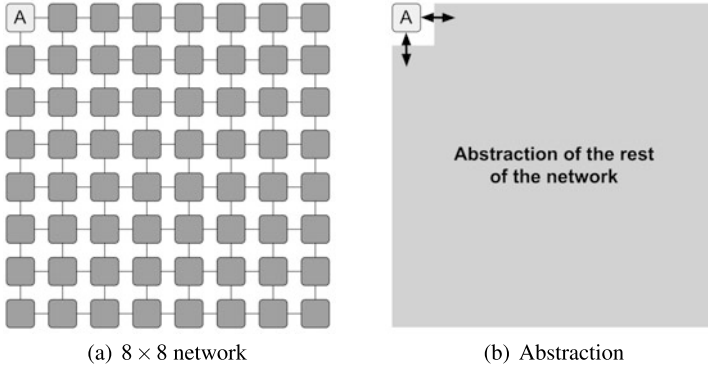 A
A
Abstraction of the rest
of the network
(a) 8 × 8 network
(b) Abstraction